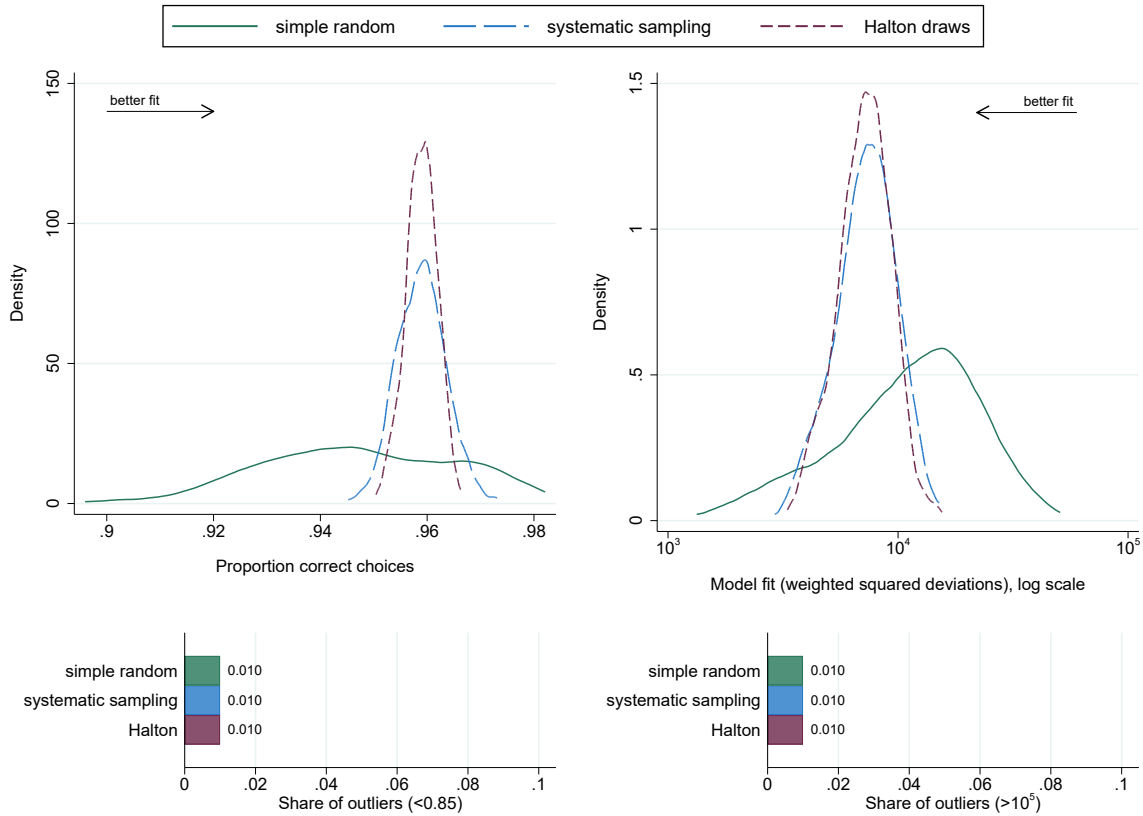 simple random systematic sampling Halton draws
better fit
Density
0 50 100 150
.9 .92 .94 .96 .98
Proportion correct choices
better fit
Density
0 .5 1 1.5
10³ 10⁴ 10⁵
Model fit (weighted squared deviations), log scale
simple random 0.010
systematic sampling 0.010
Halton 0.010
0 .02 .04 .06 .08 .1
Share of outliers (<0.85)
simple random 0.010
systematic sampling 0.010
Halton 0.010
0 .02 .04 .06 .08 .1
Share of outliers (>10⁵)